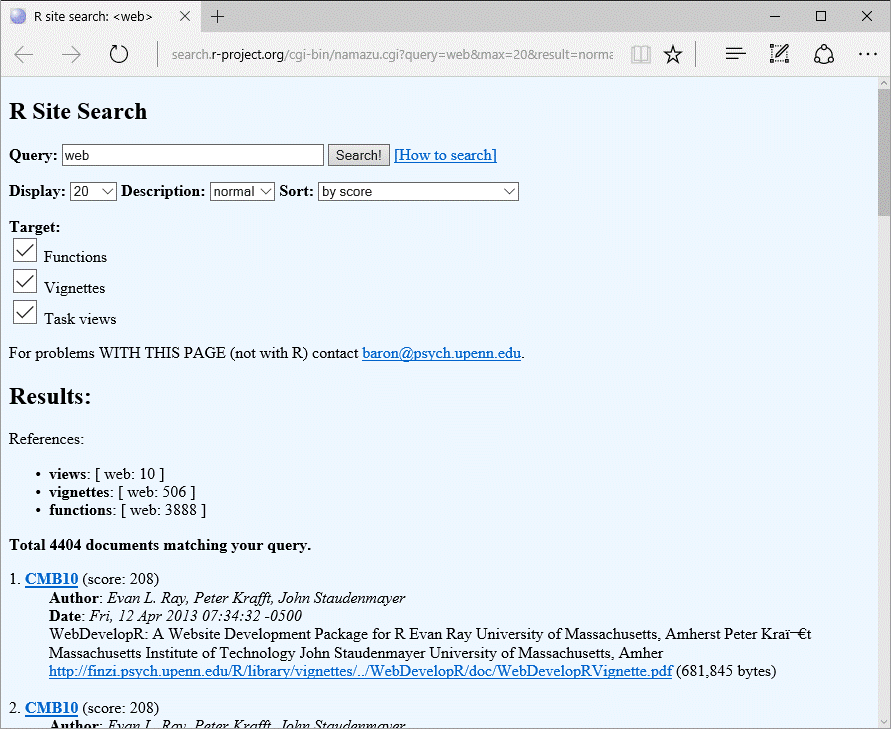 R site search: <web>
search.r-project.org/cgi-bin/namazu.cgi?query=web&max=20&result=norma
R Site Search
Query: web Search! [How to search]
Display: 20 Description: normal Sort: by score
Target:
Functions
Vignettes
Task views
For problems WITH THIS PAGE (not with R) contact baron@psych.upenn.edu.
Results:
References:
• views: [ web: 10 ]
• vignettes: [ web: 506 ]
• functions: [ web: 3888 ]
Total 4404 documents matching your query.
1. CMB10 (score: 208)
Author: Evan L. Ray, Peter Krafft, John Staudenmayer
Date: Fri, 12 Apr 2013 07:34:32 -0500
WebDevelopR: A Website Development Package for R Evan Ray University of Massachusetts, Amherst Peter Kraï¬€t
Massachusetts Institute of Technology John Staudenmayer University of Massachusetts, Amher
http://finzi.psych.upenn.edu/R/library/vignettes/../WebDevelopR/doc/WebDevelopRVignette.pdf (681,845 bytes)
2. CMB10 (score: 208)
Author: Evan L. Ray, Peter Krafft, John Staudenmayer